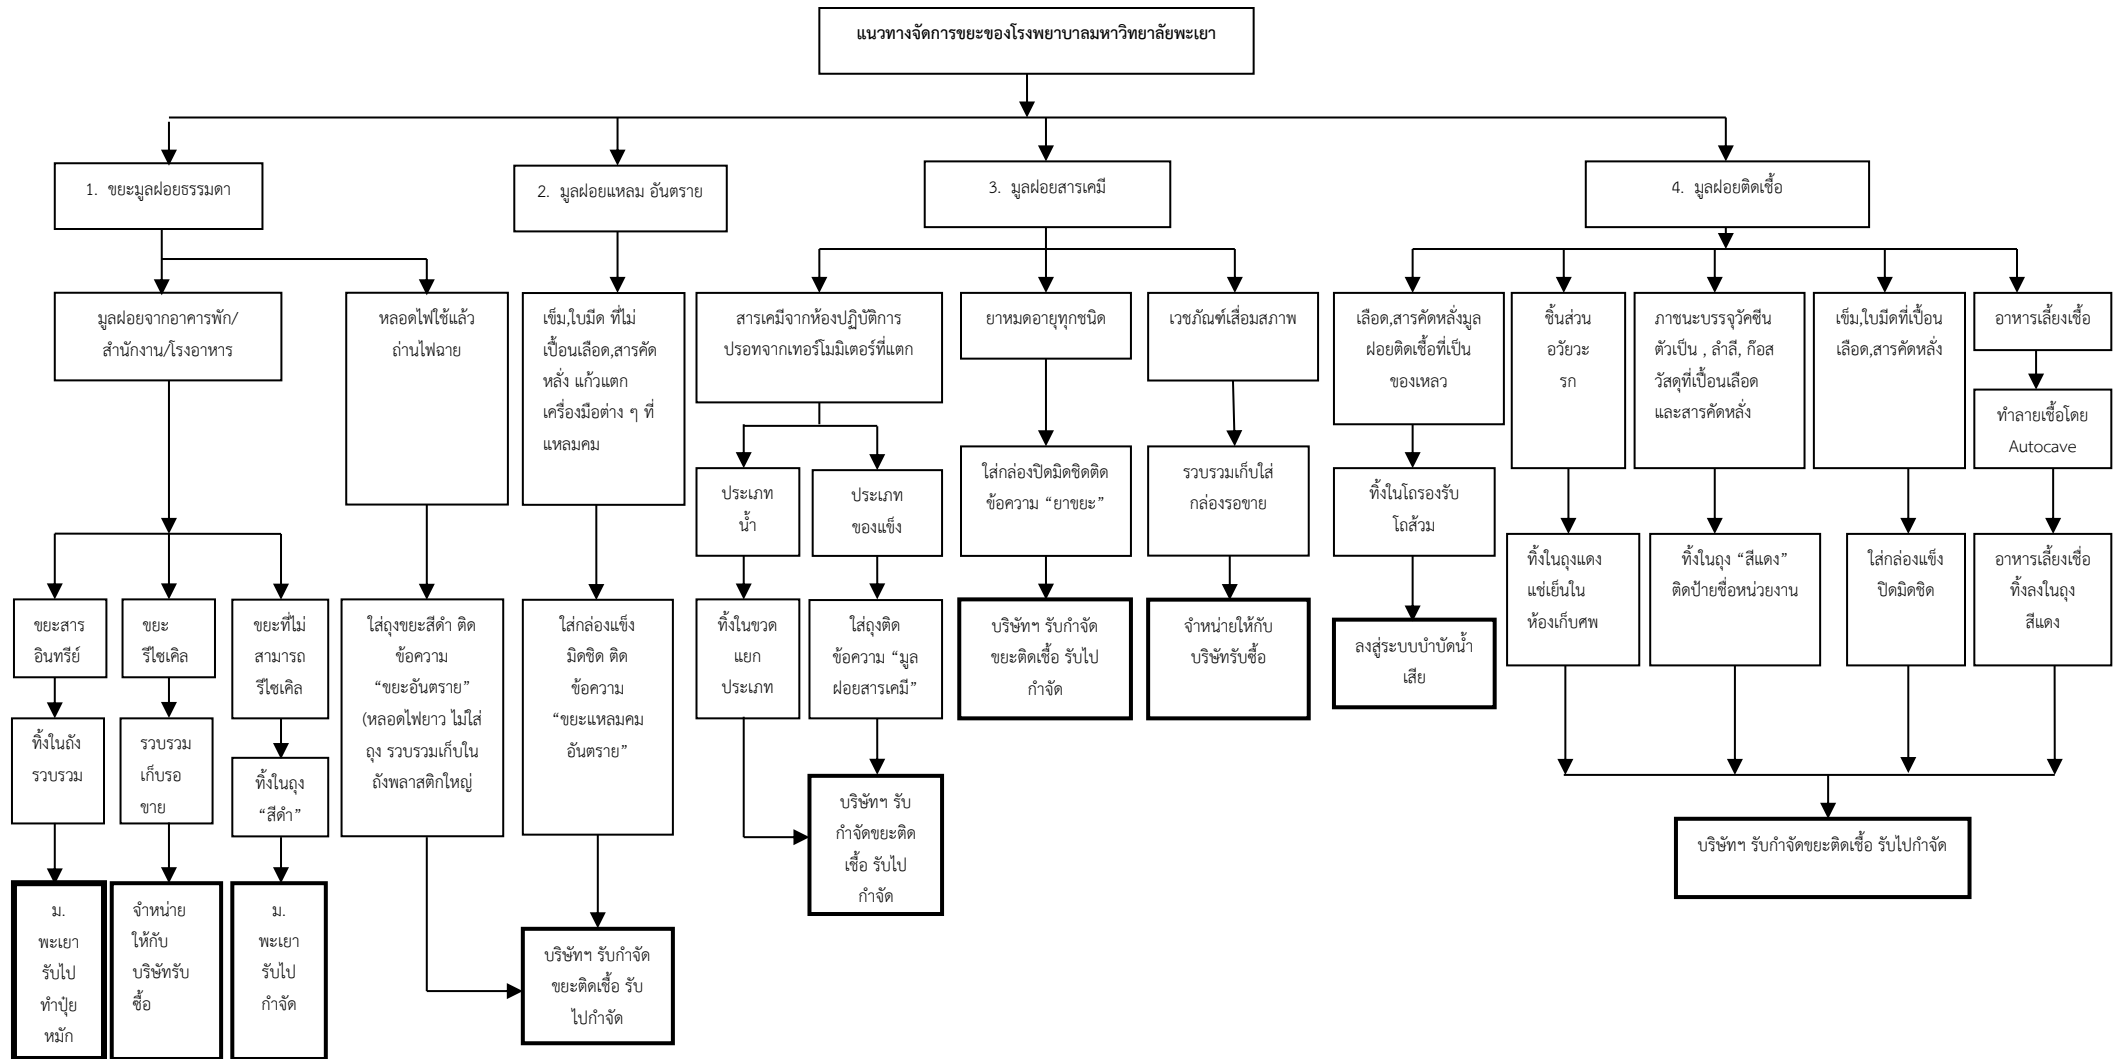 แนวทางจัดการขยะของโรงพยาบาลมหาวิทยาลัยพะเยา
1. ขยะมูลฝอยธรรมดา
2. มูลฝอยแหลม อันตราย
3. มูลฝอยสารเคมี
4. มูลฝอยติดเชื้อ
มูลฝอยจากอาคารพัก/
สำนักงาน/โรงอาหาร
หลอดไฟใช้แล้ว
ถ่านไฟฉาย
เข็ม,ใบมีด ที่ไม่
เปื้อนเลือด,สารคัด
หลั่ง แก้วแตก
เครื่องมือต่าง ๆ ที่
แหลมคม
สารเคมีจากห้องปฏิบัติการ
ปรอทจากเทอร์โมมิเตอร์ที่แตก
ยาหมดอายุทุกชนิด
เวชภัณฑ์เสื่อมสภาพ
เลือด,สารคัดหลั่งมูล
ฝอยติดเชื้อที่เป็น
ของเหลว
ชิ้นส่วน
อวัยวะ
รก
ภาชนะบรรจุวัคซีน
ตัวเป็น , ลำลี, ก๊อส
วัสดุที่เปื้อนเลือด
และสารคัดหลั่ง
เข็ม,ใบมีดที่เปื้อน
เลือด,สารคัดหลั่ง
อาหารเลี้ยงเชื้อ
ทำลายเชื้อโดย
Autocave
ประเภท
น้ำ
ประเภท
ของแข็ง
ใส่กล่องปิดมิดชิดติด
ข้อความ “ยาขยะ”
รวบรวมเก็บใส่
กล่องรอขาย
ทิ้งในโถรองรับ
โถส้วม
ทิ้งในถุงแดง
แช่เย็นใน
ห้องเก็บศพ
ทิ้งในถุง “สีแดง”
ติดป้ายชื่อหน่วยงาน
ใส่กล่องแข็ง
ปิดมิดชิด
อาหารเลี้ยงเชื่อ
ทิ้งลงในถุง
สีแดง
ขยะสาร
อินทรีย์
ขยะ
รีไซเคิล
ขยะที่ไม่
สามารถ
รีไซเคิล
ใส่ถุงขยะสีดำ ติด
ข้อความ
“ขยะอันตราย”
(หลอดไฟยาว ไม่ใส่
ถุง รวบรวมเก็บใน
ถังพลาสติกใหญ่
ใส่กล่องแข็ง
มิดชิด ติด
ข้อความ
“ขยะแหลมคม
อันตราย”
ทิ้งในขวด
แยก
ประเภท
ใส่ถุงติด
ข้อความ “มูล
ฝอยสารเคมี”
บริษัทฯ รับกำจัด
ขยะติดเชื้อ รับไป
กำจัด
จำหน่ายให้กับ
บริษัทรับซื้อ
ลงสู่ระบบบำบัดน้ำ
เสีย
ทิ้งในถัง
รวบรวม
รวบรวม
เก็บรอ
ขาย
ทิ้งในถุง
“สีดำ”
บริษัทฯ รับ
กำจัดขยะติด
เชื้อ รับไป
กำจัด
บริษัทฯ รับกำจัดขยะติดเชื้อ รับไปกำจัด
ม.
พะเยา
รับไป
ทำปุ๋ย
หมัก
จำหน่าย
ให้กับ
บริษัทรับ
ซื้อ
ม.
พะเยา
รับไป
กำจัด
บริษัทฯ รับกำจัด
ขยะติดเชื้อ รับ
ไปกำจัด